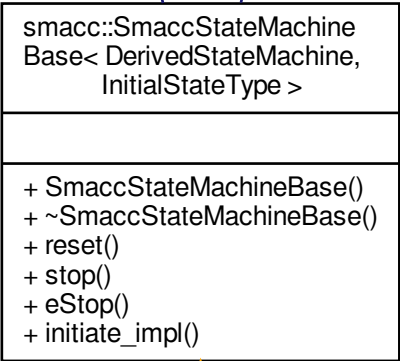 smacc::SmaccStateMachine
Base< DerivedStateMachine,
InitialStateType >
+ SmaccStateMachineBase()
+ ~SmaccStateMachineBase()
+ reset()
+ stop()
+ eStop()
+ initiate_impl()